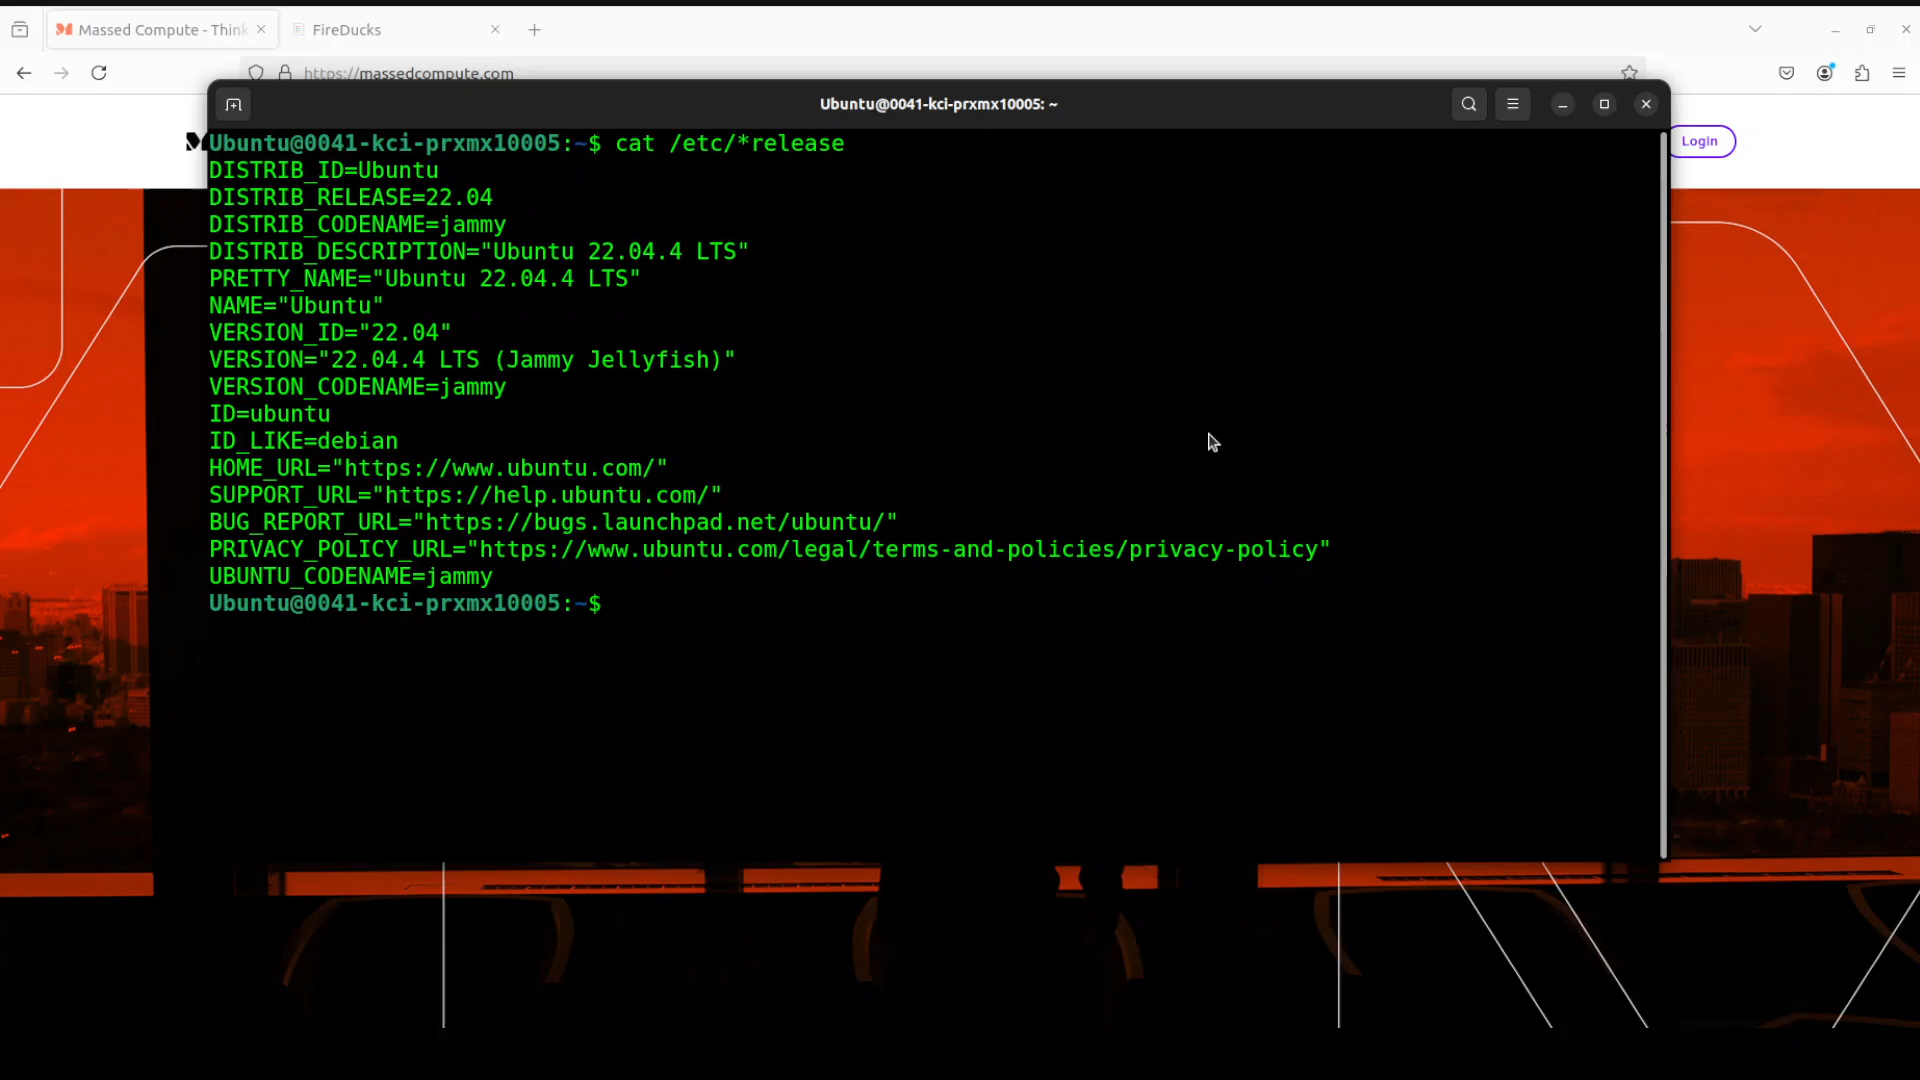 Massed Compute - Think
FireDucks
https://massedcompute.com
Ubuntu@0041-kci-prxmx10005: ~
Login
Ubuntu@0041-kci-prxmx10005:~$ cat /etc/*release
DISTRIB_ID=Ubuntu
DISTRIB_RELEASE=22.04
DISTRIB_CODENAME=jammy
DISTRIB_DESCRIPTION="Ubuntu 22.04.4 LTS"
PRETTY_NAME="Ubuntu 22.04.4 LTS"
NAME="Ubuntu"
VERSION_ID="22.04"
VERSION="22.04.4 LTS (Jammy Jellyfish)"
VERSION_CODENAME=jammy
ID=ubuntu
ID_LIKE=debian
HOME_URL="https://www.ubuntu.com/"
SUPPORT_URL="https://help.ubuntu.com/"
BUG_REPORT_URL="https://bugs.launchpad.net/ubuntu/"
PRIVACY_POLICY_URL="https://www.ubuntu.com/legal/terms-and-policies/privacy-policy"
UBUNTU_CODENAME=jammy
Ubuntu@0041-kci-prxmx10005:~$